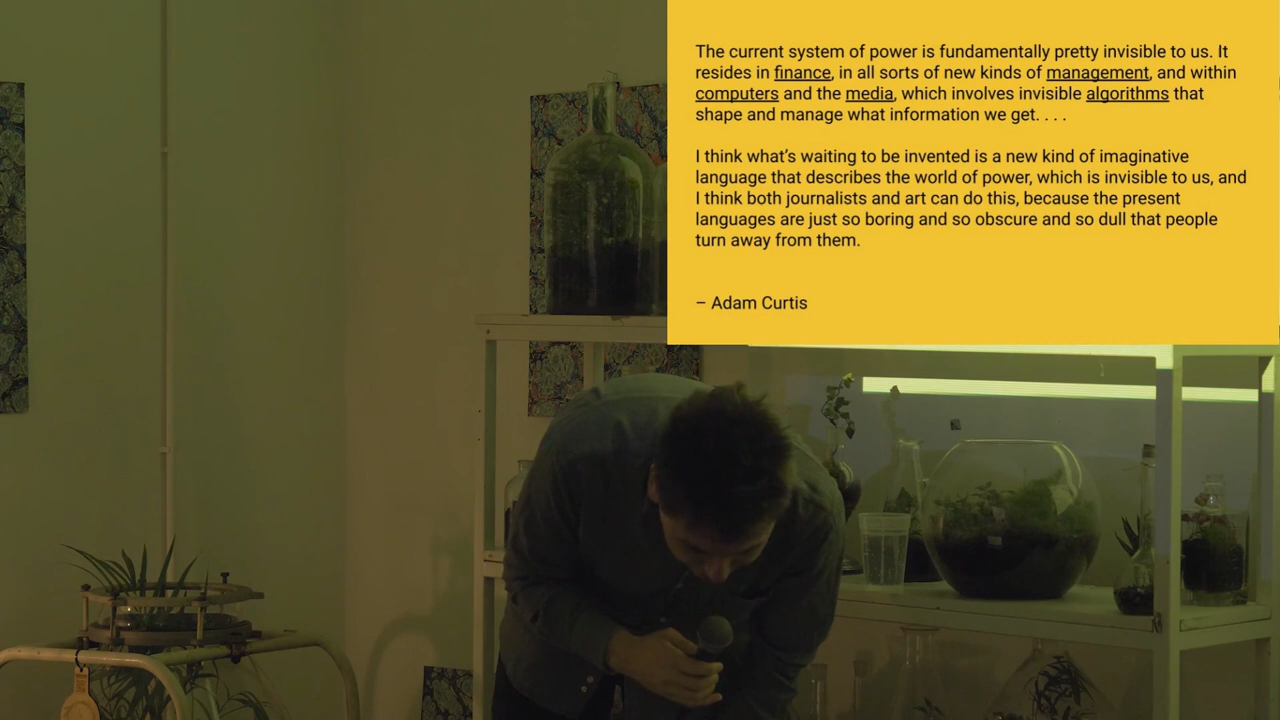 The current system of power is fundamentally pretty invisible to us. It
resides in finance, in all sorts of new kinds of management, and within
computers and the media, which involves invisible algorithms that
shape and manage what information we get. . . .
I think what’s waiting to be invented is a new kind of imaginative
language that describes the world of power, which is invisible to us, and
I think both journalists and art can do this, because the present
languages are just so boring and so obscure and so dull that people
turn away from them.
– Adam Curtis